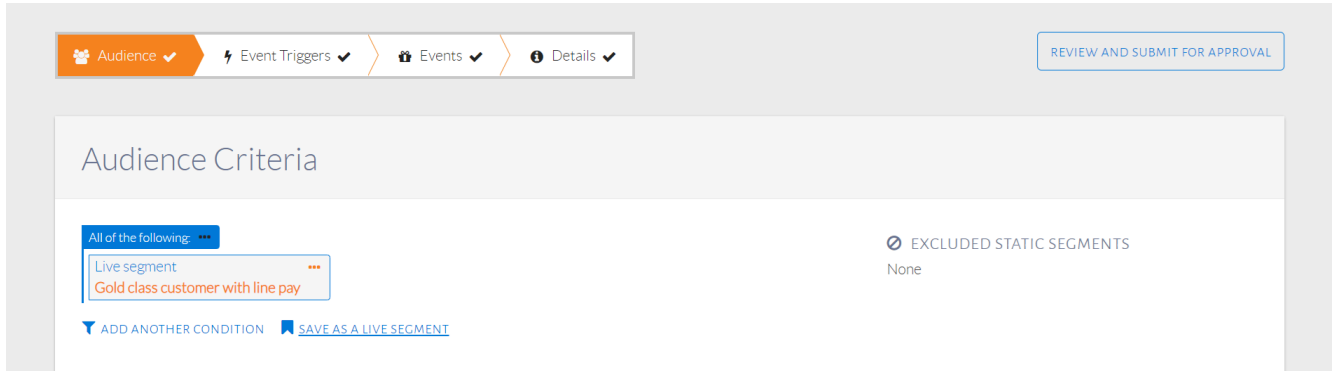 Audience
Event Triggers
Events
Details
REVIEW AND SUBMIT FOR APPROVAL
Audience Criteria
All of the following:
Live segment
Gold class customer with line pay
ADD ANOTHER CONDITION
SAVE AS A LIVE SEGMENT
EXCLUDED STATIC SEGMENTS
None